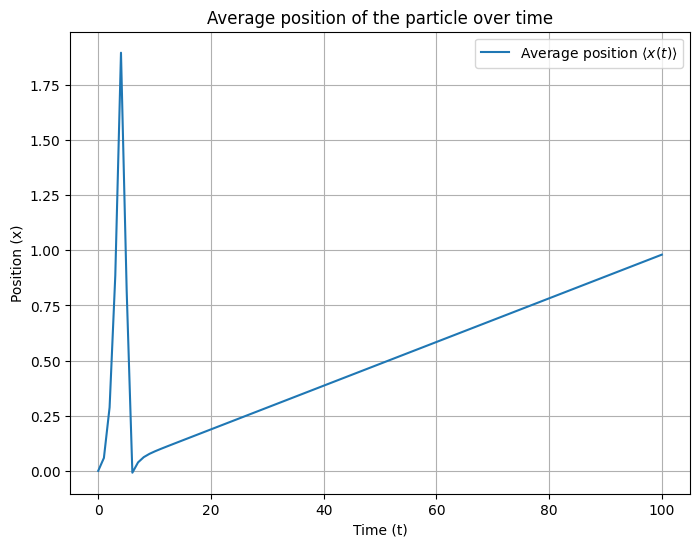 Average position of the particle over time
Average position ⟨x(t)⟩
Position (x)
1.75
1.50
1.25
1.00
0.75
0.50
0.25
0.00
0 20 40 60 80 100
Time (t)